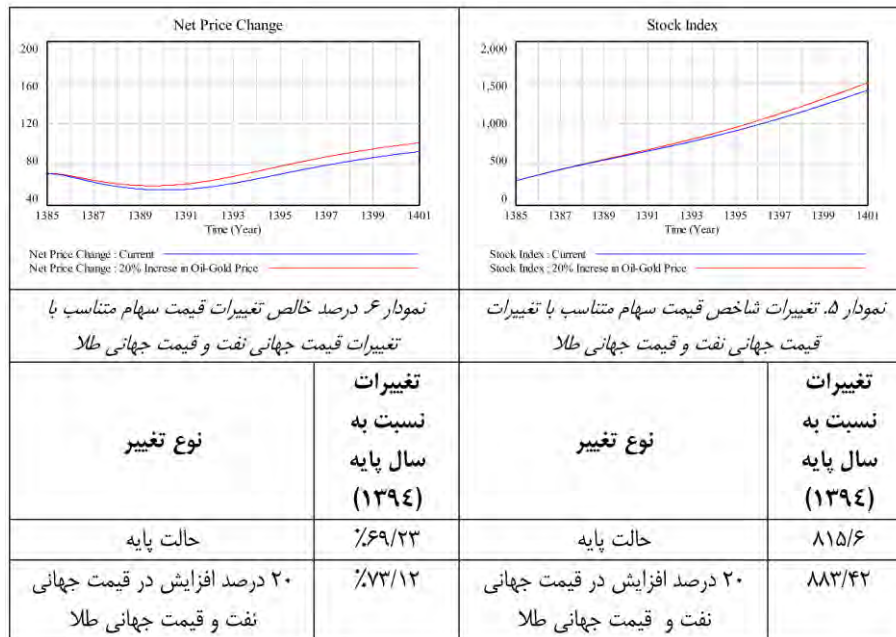 Net Price Change
200
160
120
80
40
1385 1387 1389 1391 1393 1395 1397 1399 1401
Time (Year)
Net Price Change : Current
Net Price Change : 20% Increse in Oil-Gold Price
Stock Index
2,000
1,500
1,000
500
0
1385 1387 1389 1391 1393 1395 1397 1399 1401
Time (Year)
Stock Index : Current
Stock Index : 20% Increse in Oil-Gold Price
نمودار ۵. تغییرات شاخص قیمت سهام متناسب با تغییرات
قیمت جهانی نفت و قیمت جهانی طلا
نمودار ۶. درصد خالص تغییرات قیمت سهام متناسب با
تغییرات قیمت جهانی نفت و قیمت جهانی طلا
تغییرات
نسبت به
سال پایه
(۱۳۹٤)
نوع تغییر
تغییرات
نسبت به
سال پایه
(۱۳۹٤)
نوع تغییر
۸۱۵/۶
حالت پایه
٪۶۹/۲۳
حالت پایه
۸۸۳/۴۲
۲۰ درصد افزایش در قیمت جهانی
نفت و قیمت جهانی طلا
٪۷۳/۱۲
۲۰ درصد افزایش در قیمت جهانی
نفت و قیمت جهانی طلا